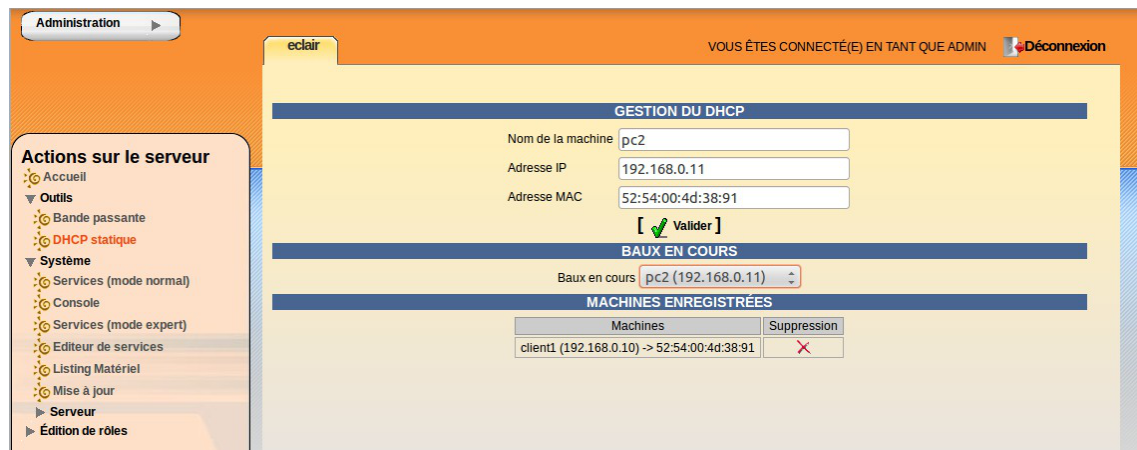 Administration
eclair
VOUS ÊTES CONNECTÉ(E) EN TANT QUE ADMIN
Déconnexion
Actions sur le serveur
Accueil
Outils
Bande passante
DHCP statique
Système
Services (mode normal)
Console
Services (mode expert)
Editeur de services
Listing Matériel
Mise à jour
Serveur
Édition de rôles
GESTION DU DHCP
Nom de la machine pc2
Adresse IP 192.168.0.11
Adresse MAC 52:54:00:4d:38:91
[ Valider ]
BAUX EN COURS
Baux en cours pc2 (192.168.0.11)
MACHINES ENREGISTRÉES
Machines Suppression
client1 (192.168.0.10) -> 52:54:00:4d:38:91